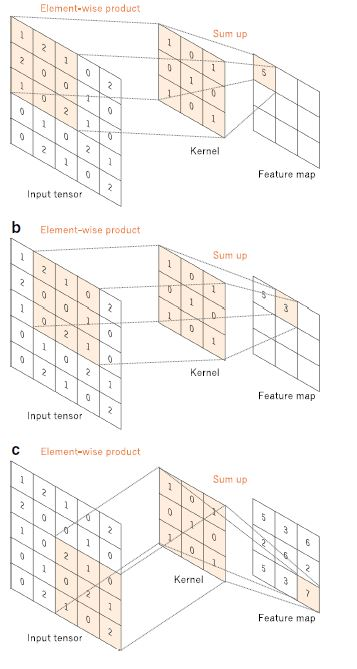 Element-wise product
Sum up
1 2 1 0 2
2 0 0 1 2
1 0 2 1 0
0 1 0 2 1
0 2 1 0 2
1 0 1
0 1 0
1 0 1
5
Kernel
Feature map
Input tensor
b
Element-wise product
Sum up
1 2 1 0 2
2 0 0 1 2
1 0 2 1 0
0 1 0 2 1
0 2 1 0 2
1 0 1
0 1 0
1 0 1
5 3
Kernel
Feature map
Input tensor
c
Element-wise product
Sum up
1 2 1 0 2
2 0 0 1 2
1 0 2 1 0
0 1 0 2 1
0 2 1 0 2
1 0 1
0 1 0
1 0 1
5 3 6
2 6 2
7
Kernel
Feature map
Input tensor